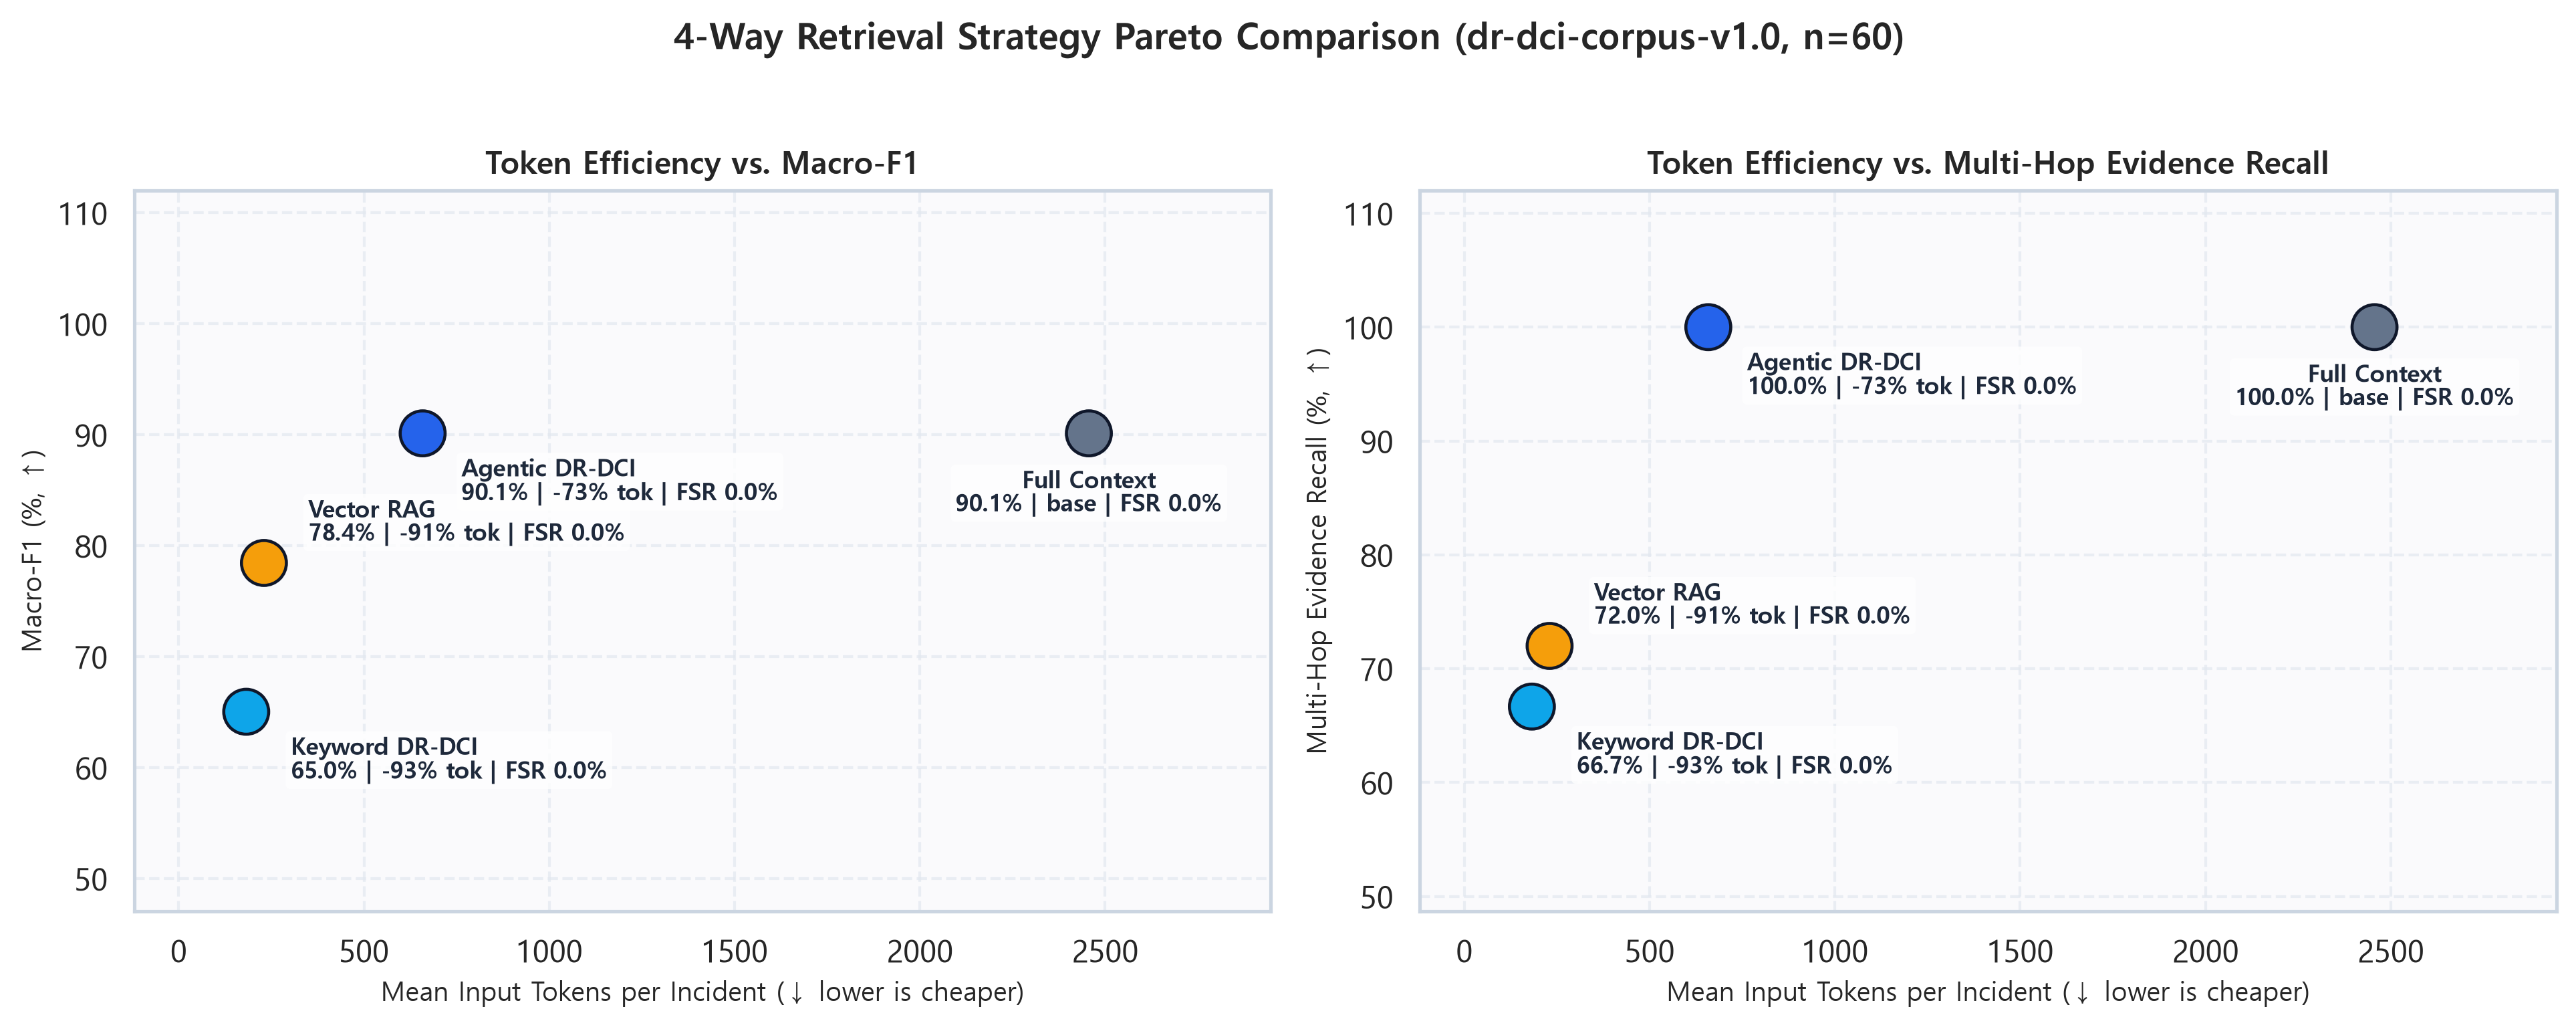 4-Way Retrieval Strategy Pareto Comparison (dr-dci-corpus-v1.0, n=60)
Token Efficiency vs. Macro-F1
110
100
90
80
70
60
50
Macro-F1 (%, ↑)
Agentic DR-DCI
90.1% | -73% tok | FSR 0.0%
Full Context
90.1% | base | FSR 0.0%
Vector RAG
78.4% | -91% tok | FSR 0.0%
Keyword DR-DCI
65.0% | -93% tok | FSR 0.0%
0 500 1000 1500 2000 2500
Mean Input Tokens per Incident (↓ lower is cheaper)
Token Efficiency vs. Multi-Hop Evidence Recall
110
100
90
80
70
60
50
Multi-Hop Evidence Recall (%, ↑)
Agentic DR-DCI
100.0% | -73% tok | FSR 0.0%
Full Context
100.0% | base | FSR 0.0%
Vector RAG
72.0% | -91% tok | FSR 0.0%
Keyword DR-DCI
66.7% | -93% tok | FSR 0.0%
0 500 1000 1500 2000 2500
Mean Input Tokens per Incident (↓ lower is cheaper)